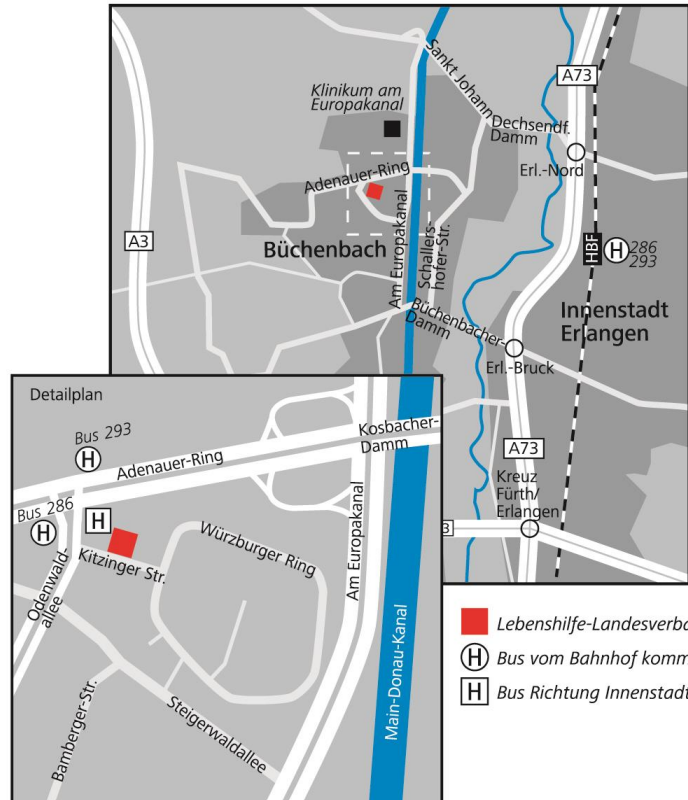 A73
Sankt Johann
Klinikum am
Europakanal
Dechsendf.
Damm
Erl.-Nord
Adenauer-Ring
A3
Büchenbach
Am Europakanal
Schallers-
hofer-Str.
HBF
H
286
293
Innenstadt
Erlangen
Büchenbacher-
Damm
Erl.-Bruck
A73
Kreuz
Fürth/
Erlangen
3
Detailplan
Bus 293
H
Adenauer-Ring
Kosbacher-
Damm
Bus 286
H
H
Kitzinger Str.
Odenwald-
allee
Würzburger Ring
Am Europakanal
Main-Donau-Kanal
Bamberger-Str.
Steigerwaldallee
Lebenshilfe-Landesverba
H Bus vom Bahnhof komm
H Bus Richtung Innenstadt